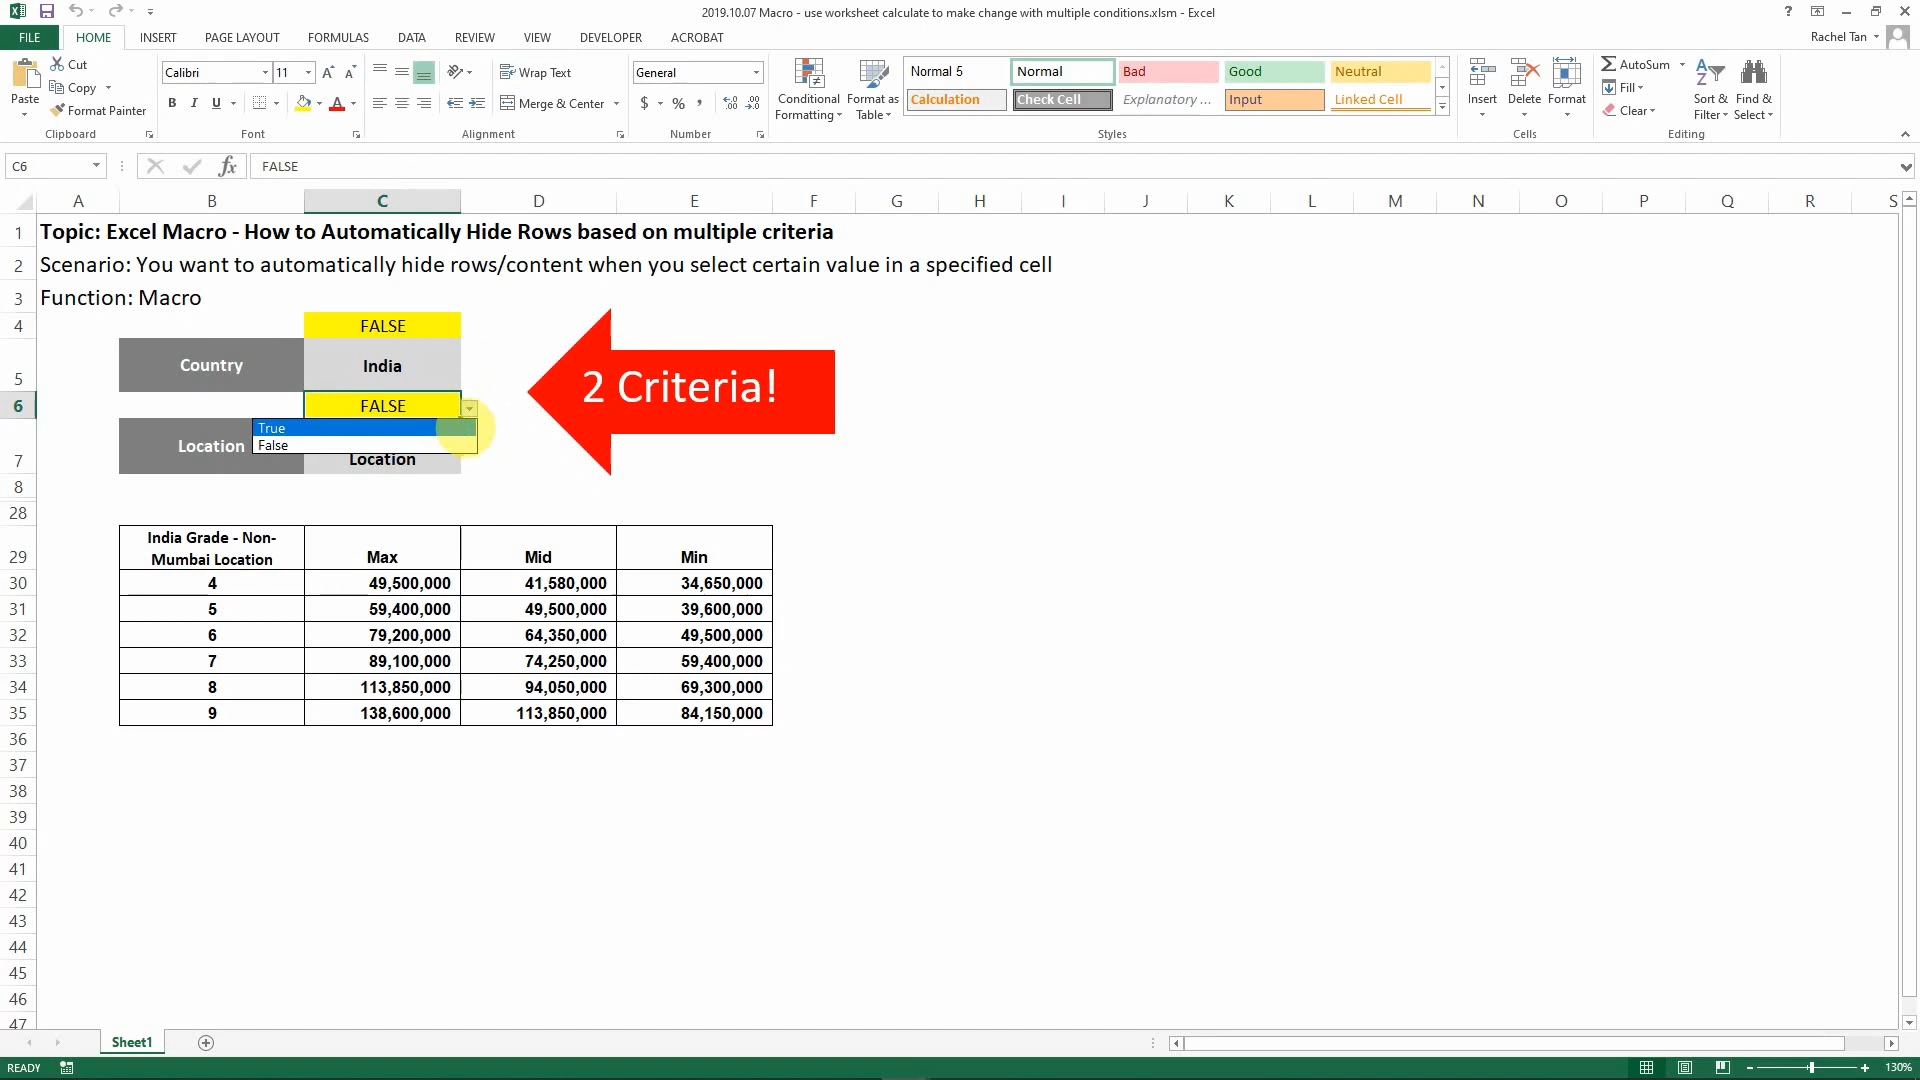 2019.10.07 Macro - use worksheet calculate to make change with multiple conditions.xlsm - Excel
FILE HOME INSERT PAGE LAYOUT FORMULAS DATA REVIEW VIEW DEVELOPER ACROBAT Rachel Tan
Paste Cut Copy Format Painter
Calibri 11
B I U
Wrap Text
Merge & Center
General
$ % ,
Conditional Formatting
Format as Table
Normal 5 Normal Bad Good Neutral
Calculation Check Cell Explanatory ... Input Linked Cell
Insert Delete Format
AutoSum
Fill
Clear
Sort & Filter
Find & Select
Clipboard Font Alignment Number Styles Cells Editing
C6 fx FALSE
A B C D E F G H I J K L M N O P Q R S
1 Topic: Excel Macro - How to Automatically Hide Rows based on multiple criteria
2 Scenario: You want to automatically hide rows/content when you select certain value in a specified cell
3 Function: Macro
4 FALSE
5 Country India
2 Criteria!
6 FALSE
True
False
7 Location Location
8
28
29 India Grade - Non-Mumbai Location Max Mid Min
30 4 49,500,000 41,580,000 34,650,000
31 5 59,400,000 49,500,000 39,600,000
32 6 79,200,000 64,350,000 49,500,000
33 7 89,100,000 74,250,000 59,400,000
34 8 113,850,000 94,050,000 69,300,000
35 9 138,600,000 113,850,000 84,150,000
36
37
38
39
40
41
42
43
44
45
46
47
Sheet1
READY 130%